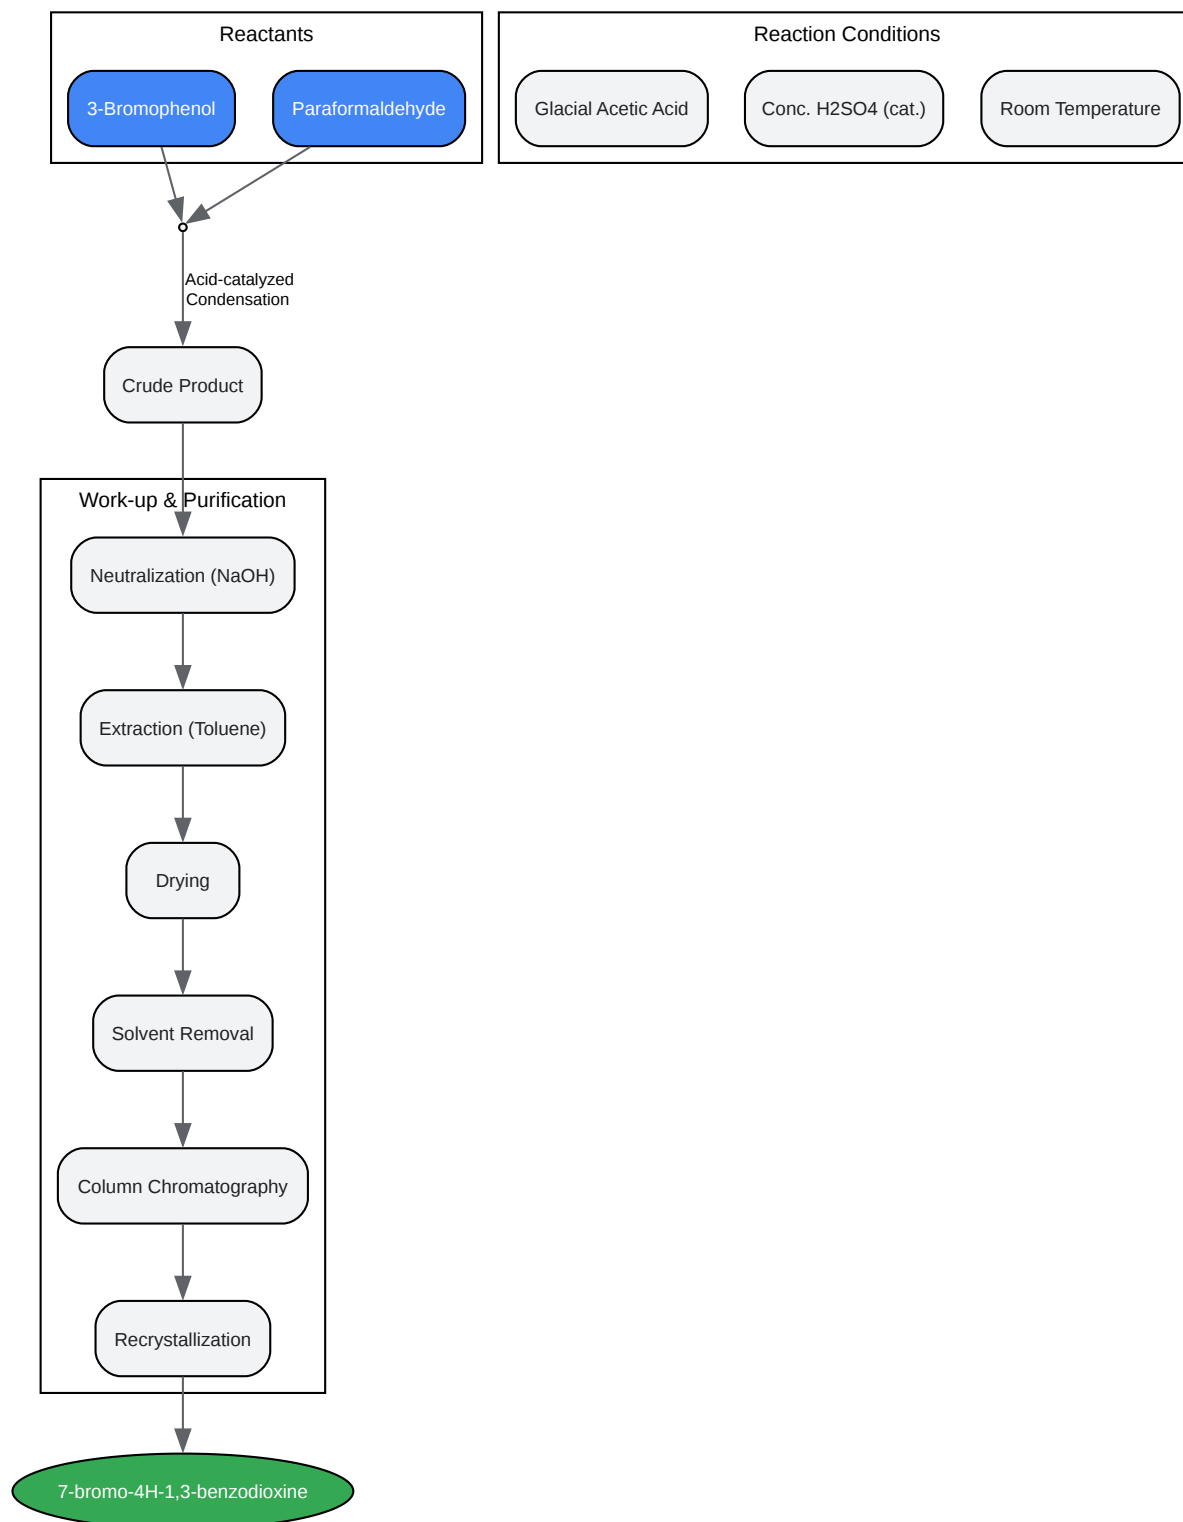 Reactants
Reaction Conditions
3-Bromophenol
Paraformaldehyde
Glacial Acetic Acid
Conc. H2SO4 (cat.)
Room Temperature
Acid-catalyzed
Condensation
Crude Product
Work-up & Purification
Neutralization (NaOH)
Extraction (Toluene)
Drying
Solvent Removal
Column Chromatography
Recrystallization
7-bromo-4H-1,3-benzodioxine